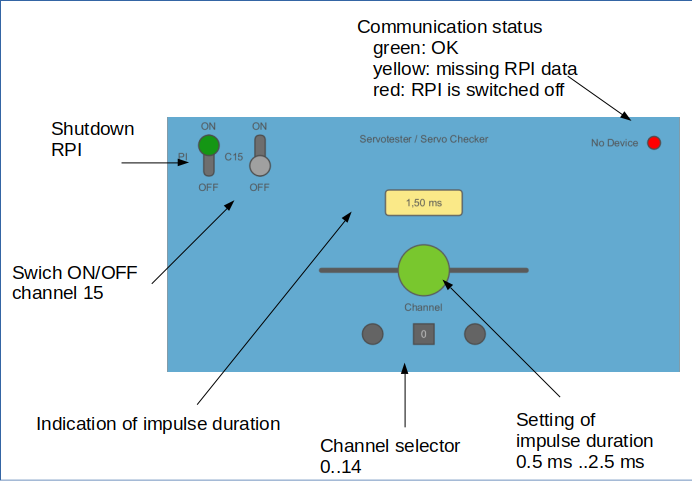 Communication status
green: OK
yellow: missing RPI data
red: RPI is switched off
Shutdown
RPI
ON
ON
Servotester / Servo Checker
No Device
PI
C15
OFF
OFF
1,50 ms
Swich ON/OFF
channel 15
Channel
0
Indication of impulse duration
Channel selector
0..14
Setting of
impulse duration
0.5 ms ..2.5 ms